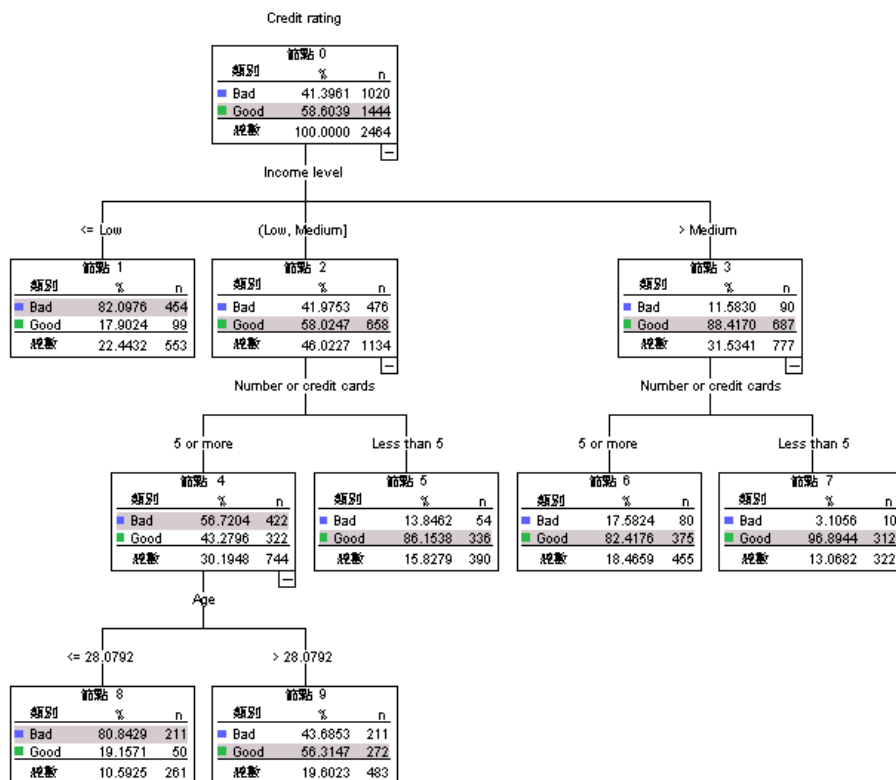 Credit rating
節點 0
類別 % n
Bad 41.3961 1020
Good 58.6039 1444
總數 100.0000 2464
Income level
<= Low
(Low, Medium]
> Medium
節點 1
類別 % n
Bad 82.0976 454
Good 17.9024 99
總數 22.4432 553
節點 2
類別 % n
Bad 41.9753 476
Good 58.0247 658
總數 46.0227 1134
節點 3
類別 % n
Bad 11.5830 90
Good 88.4170 687
總數 31.5341 777
Number or credit cards
Number or credit cards
5 or more
Less than 5
5 or more
Less than 5
節點 4
類別 % n
Bad 56.7204 422
Good 43.2796 322
總數 30.1948 744
節點 5
類別 % n
Bad 13.8462 54
Good 86.1538 336
總數 15.8279 390
節點 6
類別 % n
Bad 17.5824 80
Good 82.4176 375
總數 18.4659 455
節點 7
類別 % n
Bad 3.1056 10
Good 96.8944 312
總數 13.0682 322
Age
<= 28.0792
> 28.0792
節點 8
類別 % n
Bad 80.8429 211
Good 19.1571 50
總數 10.5925 261
節點 9
類別 % n
Bad 43.6853 211
Good 56.3147 272
總數 19.6023 483